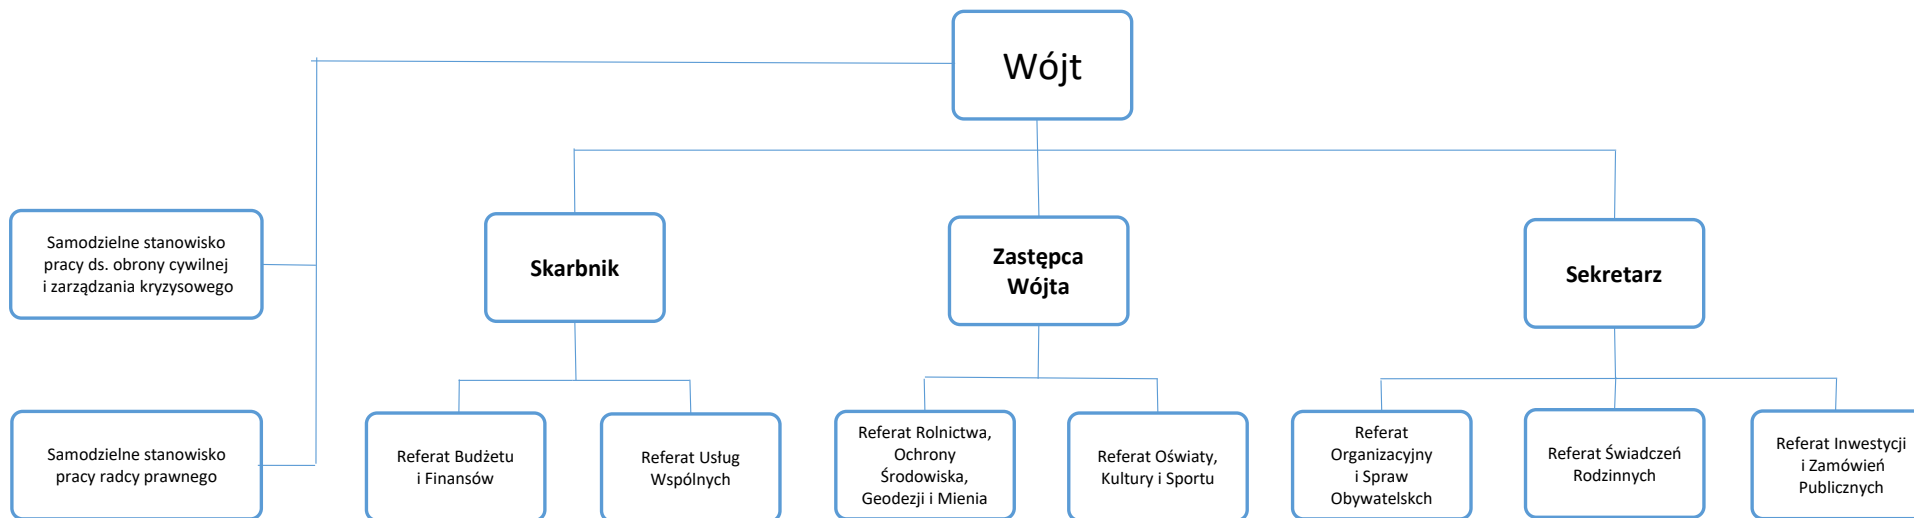 Wójt
Samodzielne stanowisko
pracy ds. obrony cywilnej
i zarządzania kryzysowego
Skarbnik
Zastępca
Wójta
Sekretarz
Samodzielne stanowisko
pracy radcy prawnego
Referat Budżetu
i Finansów
Referat Usług
Wspólnych
Referat Rolnictwa,
Ochrony
Środowiska,
Geodezji i Mienia
Referat Oświaty,
Kultury i Sportu
Referat
Organizacyjny
i Spraw
Obywatelskch
Referat Świadczeń
Rodzinnych
Referat Inwestycji
i Zamówień
Publicznych